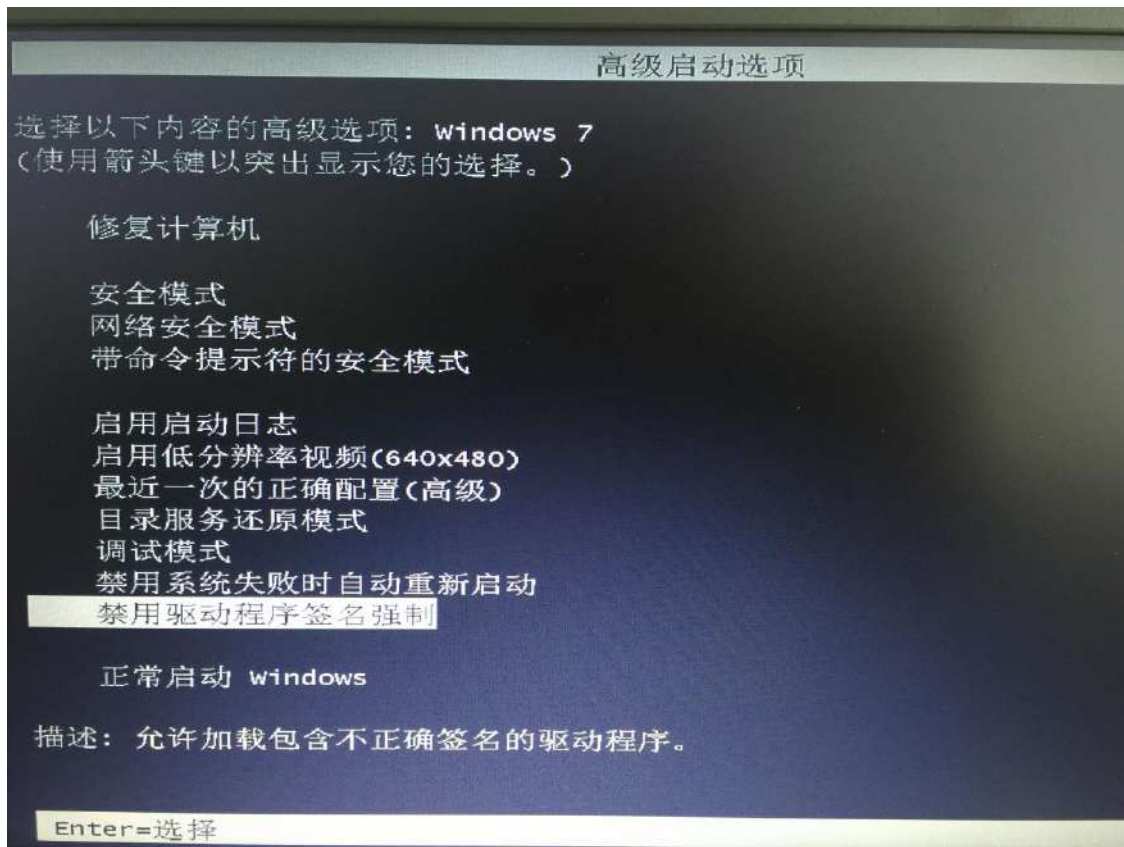 高级启动选项
选择以下内容的高级选项: Windows 7
(使用箭头键以突出显示您的选择。)
修复计算机
安全模式
网络安全模式
带命令提示符的安全模式
启用启动日志
启用低分辨率视频(640x480)
最近一次的正确配置(高级)
目录服务还原模式
调试模式
禁用系统失败时自动重新启动
禁用驱动程序签名强制
正常启动 Windows
描述: 允许加载包含不正确签名的驱动程序。
Enter=选择